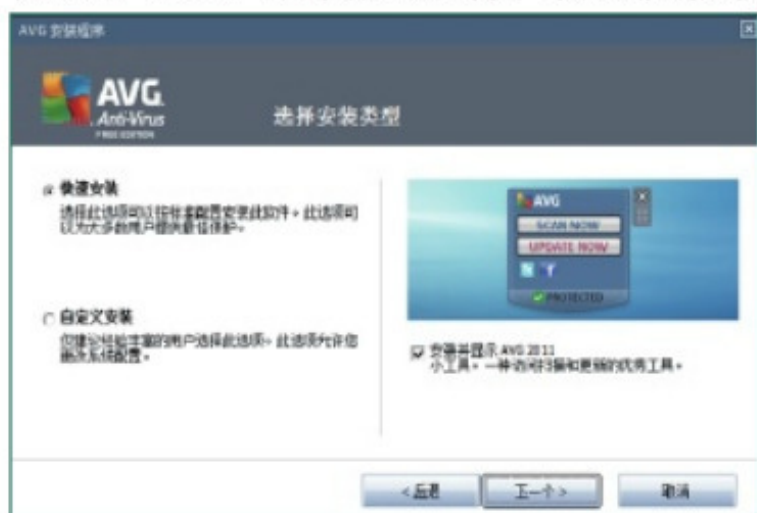 AVG 安装程序
AVG
Anti-Virus
FREE EDITION
选择安装类型
快速安装
选择此选项可以按标准配置安装此软件。此选项可
以为大多数用户提供最佳保护。
自定义安装
仅建议经验丰富的用户选择此选项。此选项允许您
系统配置。
AVG
SCAN NOW
UPDATE NOW
PROTECTED
安装并显示 AVG 2011
小工具。一种访问扫描和更新的优秀工具。
< 后退
下一个 >
取消